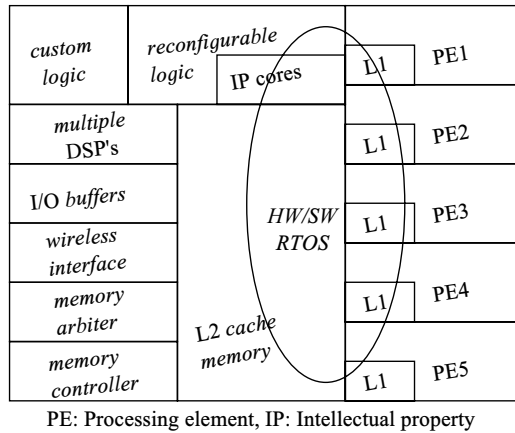 custom
logic
reconfigurable
logic
IP cores
L1
PE1
multiple
DSP's
L1
PE2
I/O buffers
HW/SW
RTOS
L1
PE3
wireless
interface
memory
arbiter
L1
PE4
L2 cache
memory
memory
controller
L1
PE5
PE: Processing element, IP: Intellectual property